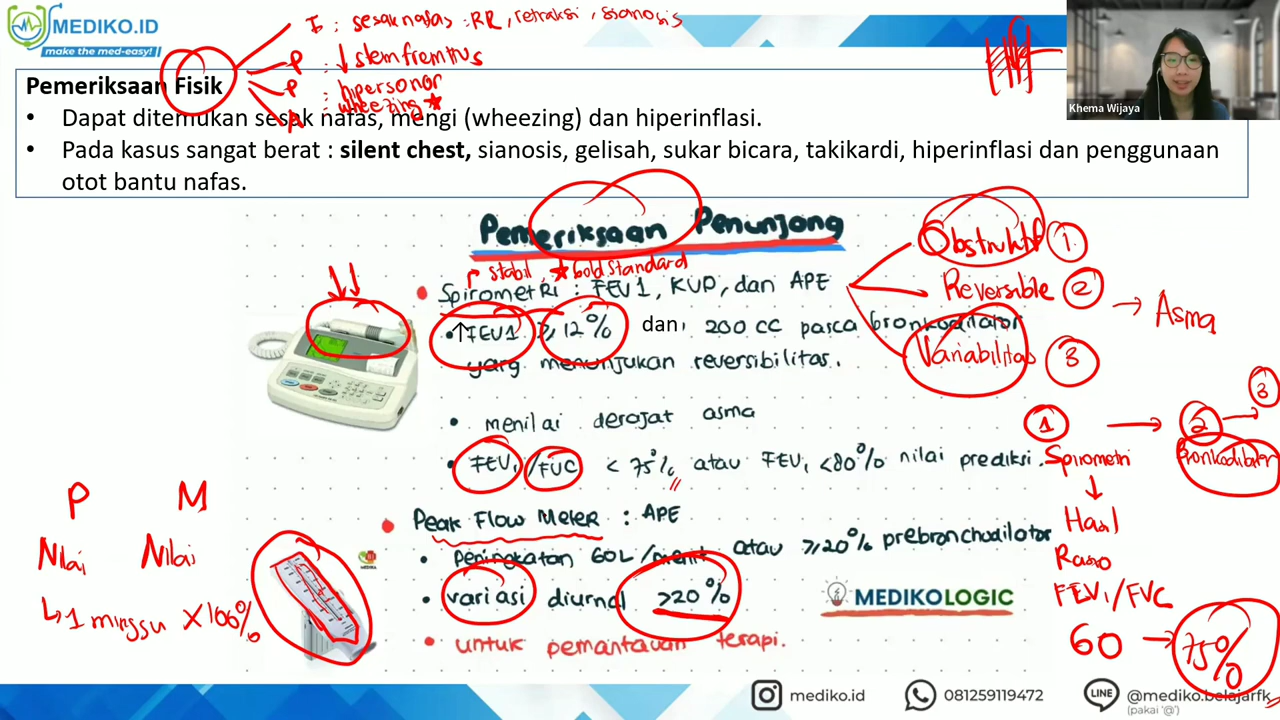 MEDIKO.ID
make the med-easy!
I : sesak nafas : RR, retraksi, sianosis
P : ↓ stem fremitus
P : hipersonor
A : wheezing ★
Khema Wijaya
Pemeriksaan Fisik
• Dapat ditemukan sesak nafas, mengi (wheezing) dan hiperinflasi.
• Pada kasus sangat berat : silent chest, sianosis, gelisah, sukar bicara, takikardi, hiperinflasi dan penggunaan
otot bantu nafas.
Pemeriksaan Penunjang
stabil, ★ Gold standard
• Spirometri : FEV1, KVP, dan APE
• ↑FEV1 ≥ 12% dan 200 cc pasca bronkodilator
yang menunjukan reversibilitas.
• menilai derajat asma
• FEV1/FVC < 75% atau FEV1 <80% nilai prediksi.
• Peak Flow Meter : APE
• Peningkatan 60L/menit atau ≥20% prebronchodilator
• variasi diurnal >20%
• untuk pemantauan terapi.
Obstruktif 1
Reversible 2
Variabilitas 3
→ Asma
1 → 2 → 3
Spirometri
Bronkodilator
↓
Hasil
Rasio
FEV1/FVC
60 → 75%
P M
Nilai Nilai
↳ 1 minggu X100%
MEDIKOLOGIC
mediko.id
081259119472
LINE
@mediko.belajarfk
(pakai '@')